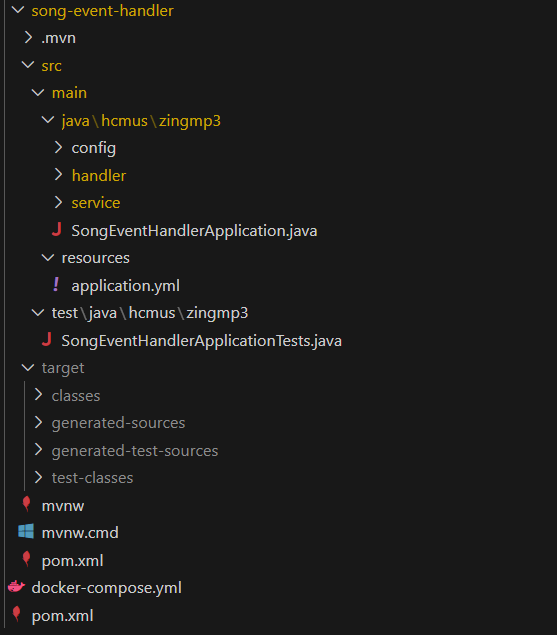 song-event-handler
.mvn
src
main
java\hcmus\zingmp3
config
handler
service
SongEventHandlerApplication.java
resources
application.yml
test\java\hcmus\zingmp3
SongEventHandlerApplicationTests.java
target
classes
generated-sources
generated-test-sources
test-classes
mvnw
mvnw.cmd
pom.xml
docker-compose.yml
pom.xml